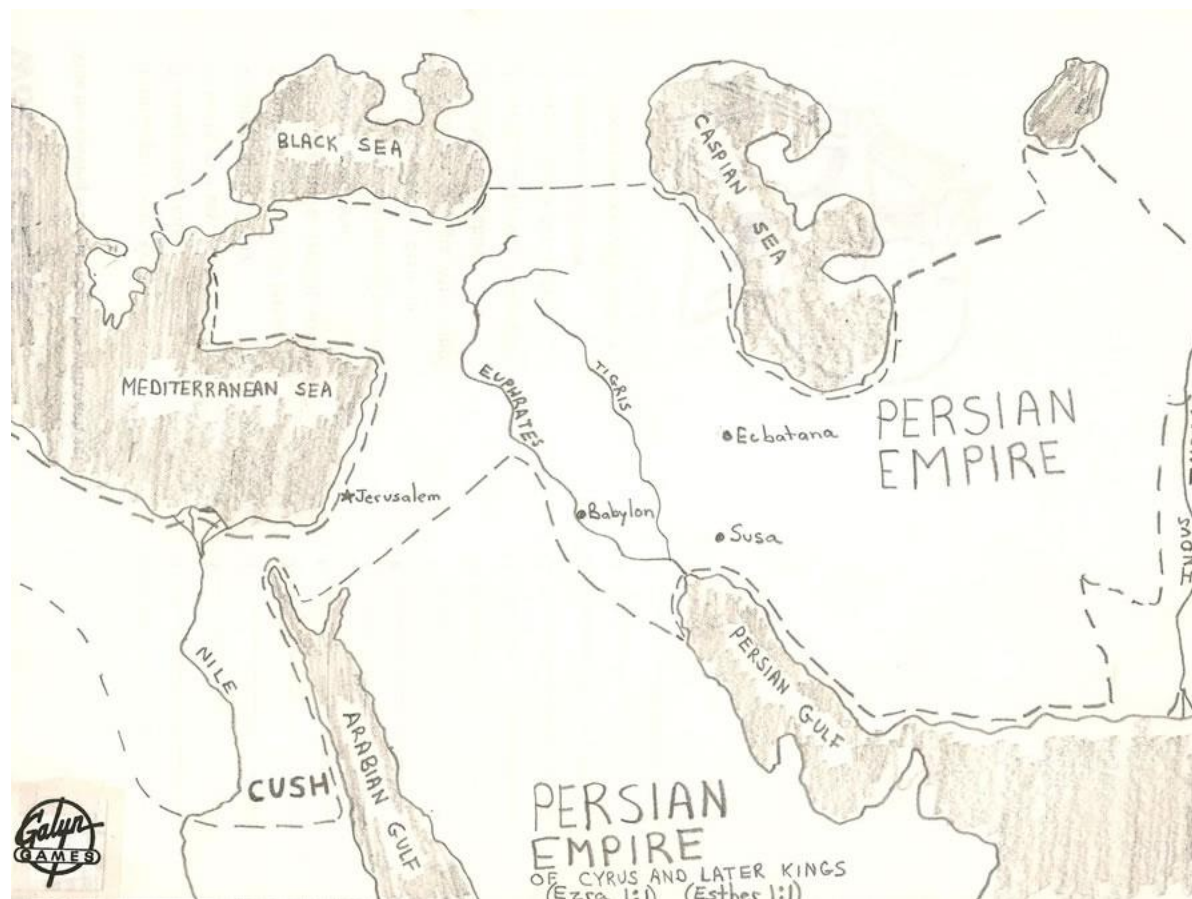 BLACK SEA
CASPIAN SEA
MEDITERRANEAN SEA
EUPHRATES
TIGRIS
Ecbatana
PERSIAN
EMPIRE
Jerusalem
Babylon
Susa
INDUS
NILE
PERSIAN GULF
ARABIAN GULF
CUSH
PERSIAN
EMPIRE
OF CYRUS AND LATER KINGS
(Ezra 1:1) (Esther 1:1)
Galyn
GAMES